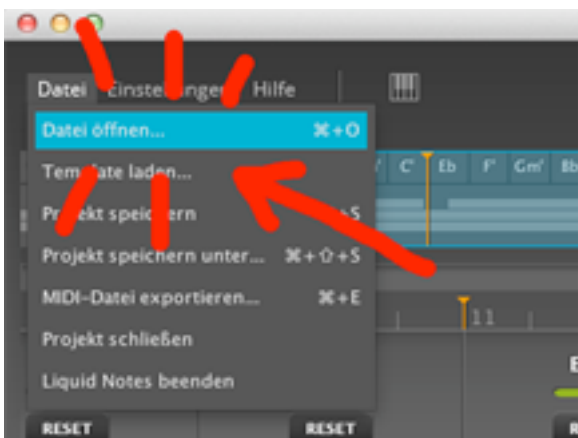 Datei Einstellungen Hilfe
Datei öffnen... ⌘+O
Template laden...
C' Eb F' Gm' Bb
Projekt speichern ⌘+S
Projekt speichern unter... ⌘+⇧+S
MIDI-Datei exportieren... ⌘+E
11
Projekt schließen
Liquid Notes beenden
RESET RESET